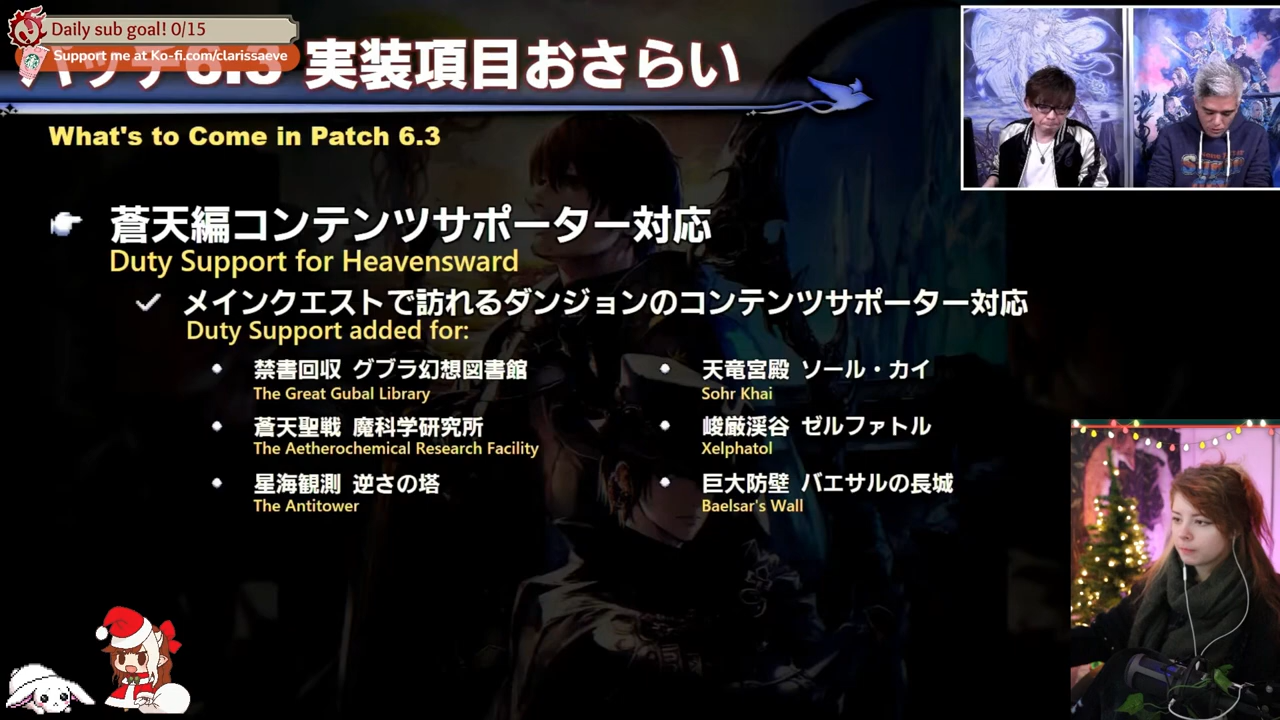 Daily sub goal! 0/15
Support me at Ko-fi.com/clarissaeve
パッチ6.3 実装項目おさらい
What's to Come in Patch 6.3
蒼天編コンテンツサポーター対応
Duty Support for Heavensward
メインクエストで訪れるダンジョンのコンテンツサポーター対応
Duty Support added for:
禁書回収 グブラ幻想図書館
The Great Gubal Library
蒼天聖戦 魔科学研究所
The Aetherochemical Research Facility
星海観測 逆さの塔
The Antitower
天竜宮殿 ソール・カイ
Sohr Khai
峻厳渓谷 ゼルファトル
Xelphatol
巨大防壁 バエサルの長城
Baelsar's Wall